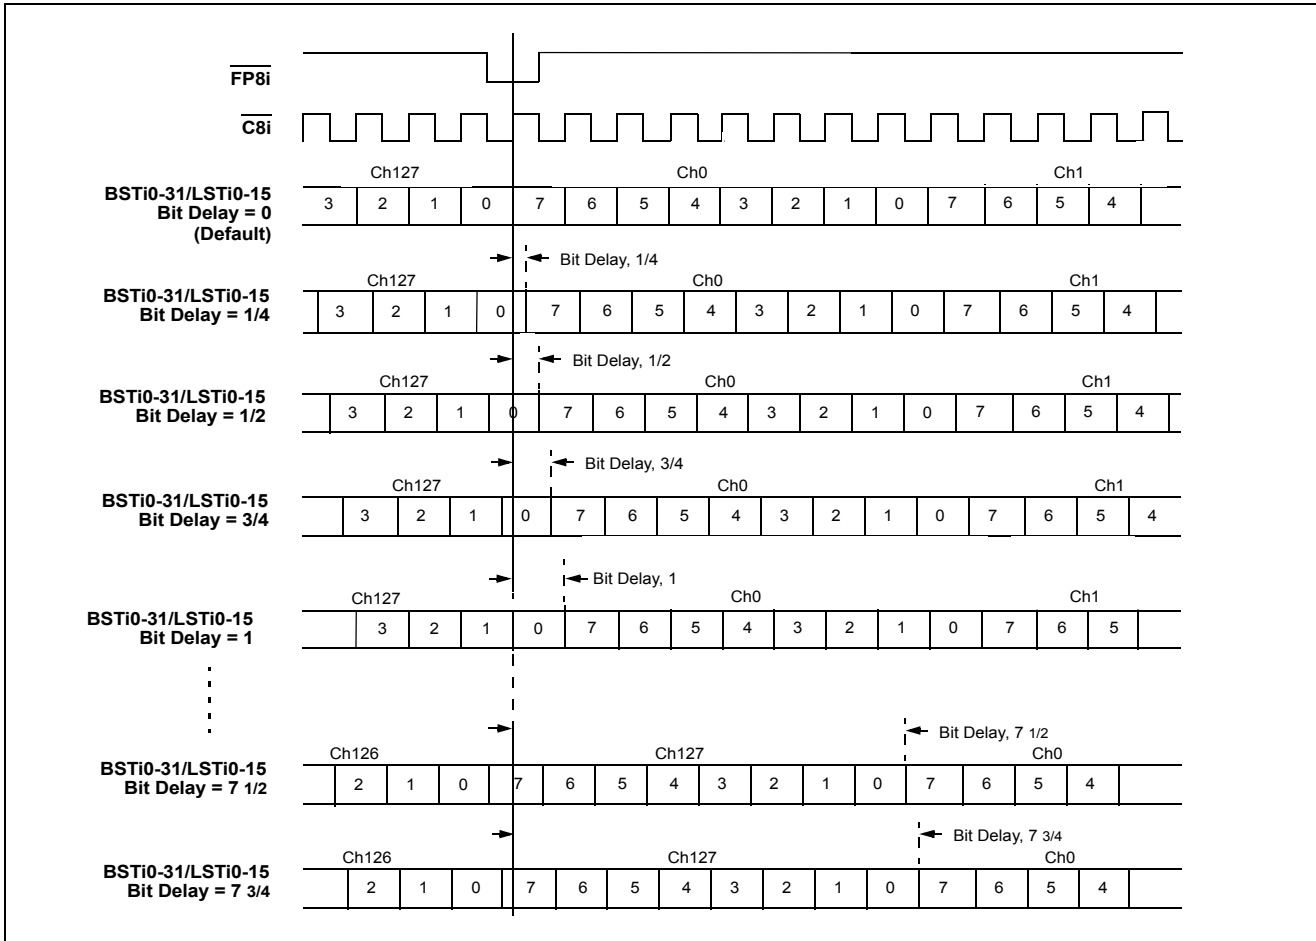 FP8i
C8i
Ch127 Ch0 Ch1
BSTi0-31/LSTi0-15
Bit Delay = 0
(Default)
3 2 1 0 7 6 5 4 3 2 1 0 7 6 5 4
Bit Delay, 1/4
Ch127 Ch0 Ch1
BSTi0-31/LSTi0-15
Bit Delay = 1/4
3 2 1 0 7 6 5 4 3 2 1 0 7 6 5 4
Bit Delay, 1/2
Ch127 Ch0 Ch1
BSTi0-31/LSTi0-15
Bit Delay = 1/2
3 2 1 0 7 6 5 4 3 2 1 0 7 6 5 4
Bit Delay, 3/4
Ch127 Ch0 Ch1
BSTi0-31/LSTi0-15
Bit Delay = 3/4
3 2 1 0 7 6 5 4 3 2 1 0 7 6 5 4
Bit Delay, 1
Ch127 Ch0 Ch1
BSTi0-31/LSTi0-15
Bit Delay = 1
3 2 1 0 7 6 5 4 3 2 1 0 7 6 5
Bit Delay, 7 1/2
Ch126 Ch127 Ch0
BSTi0-31/LSTi0-15
Bit Delay = 7 1/2
2 1 0 7 6 5 4 3 2 1 0 7 6 5 4
Bit Delay, 7 3/4
Ch126 Ch127 Ch0
BSTi0-31/LSTi0-15
Bit Delay = 7 3/4
2 1 0 7 6 5 4 3 2 1 0 7 6 5 4